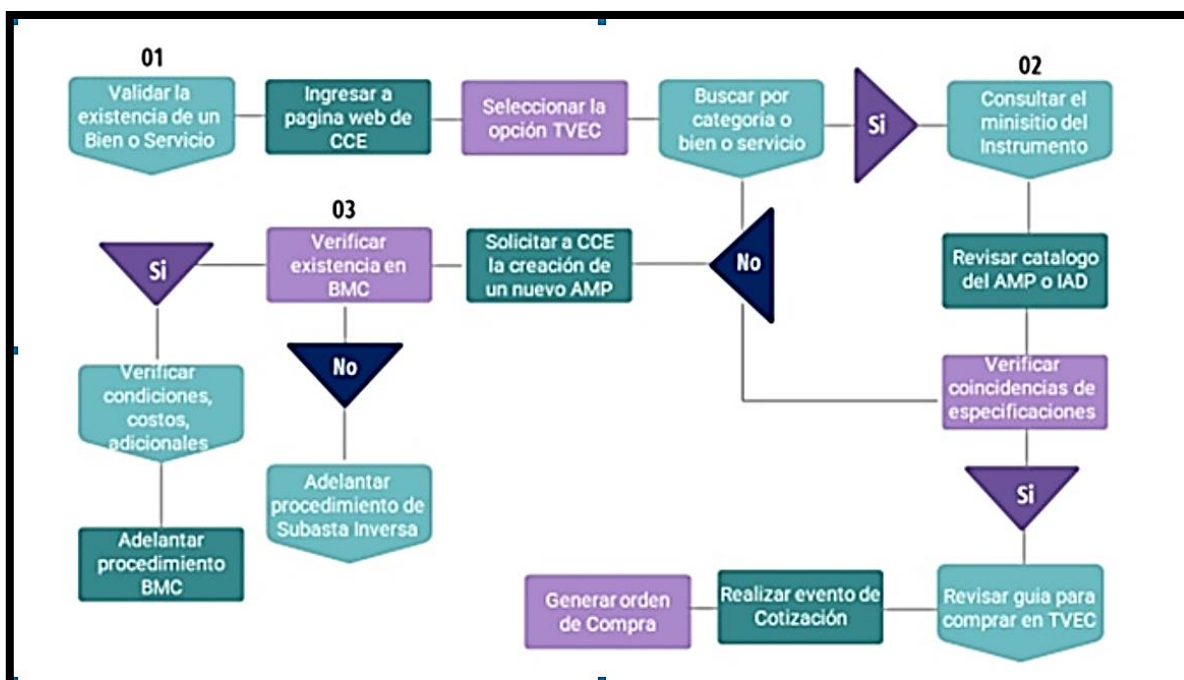 01
Validar la
existencia de un
Bien o Servicio
Ingresar a
pagina web de
CCE
Seleccionar la
opción TVEC
Buscar por
categoria o
bien o servicio
Si
02
Consultar el
minisitio del
Instrumento
03
Si
Verificar
existencia en
BMC
Solicitar a CCE
la creación de
un nuevo AMP
No
Revisar catalogo
del AMP o IAD
No
Verificar
condiciones,
costos,
adicionales
Verificar
coincidencias de
especificaciones
Adelantar
procedimiento de
Subasta Inversa
Si
Adelantar
procedimiento
BMC
Generar orden
de Compra
Realizar evento de
Cotización
Revisar guia para
comprar en TVEC